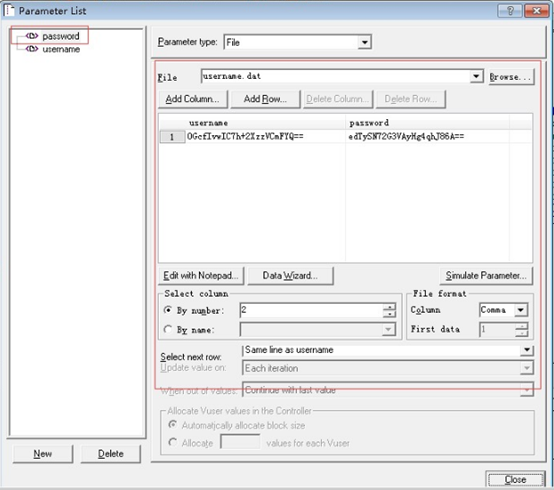 Parameter List
password
username
Parameter type: File
File username.dat Browse...
Add Column... Add Row... Delete Column... Delete Row...
username password
1 OGcfIvwIC7h+2XzzVCmFYQ== edTySN72G3VAyHg4qhJ86A==
Edit with Notepad... Data Wizard... Simulate Parameter...
Select column File format
By number: 2 Column Comma
By name: First data 1
Select next row: Same line as username
Update value on: Each iteration
When out of values: Continue with last value
Allocate Vuser values in the Controller
Automatically allocate block size
Allocate values for each Vuser
New Delete
Close